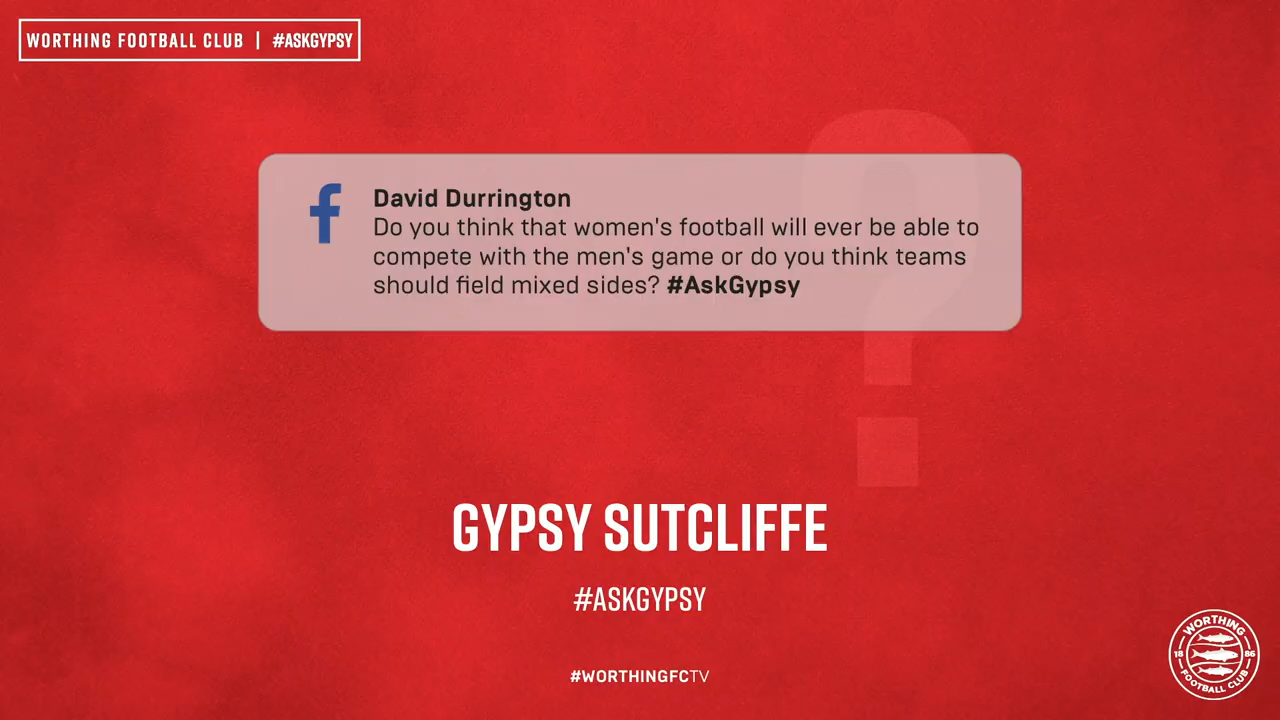 WORTHING FOOTBALL CLUB | #ASKGYPSY
David Durrington
Do you think that women's football will ever be able to
compete with the men's game or do you think teams
should field mixed sides? #AskGypsy
GYPSY SUTCLIFFE
#ASKGYPSY
#WORTHINGFCTV
WORTHING
18 86
FOOTBALL CLUB